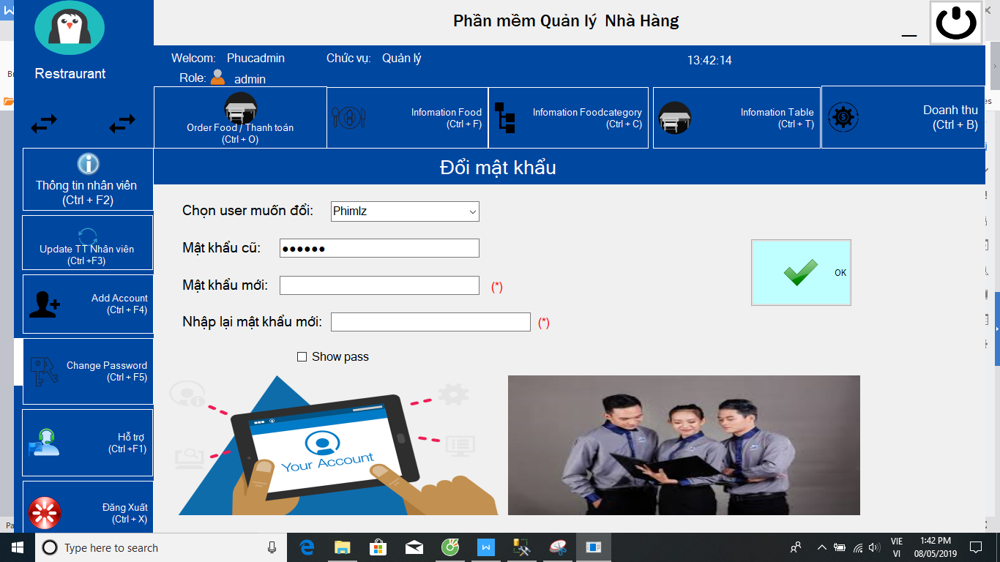 Phần mềm Quản lý  Nhà Hàng
Restraurant
Welcom: Phucadmin Chức vụ: Quản lý 13:42:14
Role: admin
Order Food / Thanh toán
(Ctrl + O)
Infomation Food
(Ctrl + F)
Infomation Foodcategory
(Ctrl + C)
Infomation Table
(Ctrl + T)
Doanh thu
(Ctrl + B)
Thông tin nhân viên
(Ctrl + F2)
Update TT Nhân viên
(Ctrl +F3)
Add Account
(Ctrl + F4)
Change Password
(Ctrl + F5)
Hỗ trợ
(Ctrl +F1)
Đăng Xuất
(Ctrl + X)
Đổi mật khẩu
Chọn user muốn đổi: Phimlz
Mật khẩu cũ: ●●●●●●
Mật khẩu mới: (*)
Nhập lại mật khẩu mới: (*)
Show pass
OK
Your Account
Type here to search
VIE
VI
1:42 PM
08/05/2019